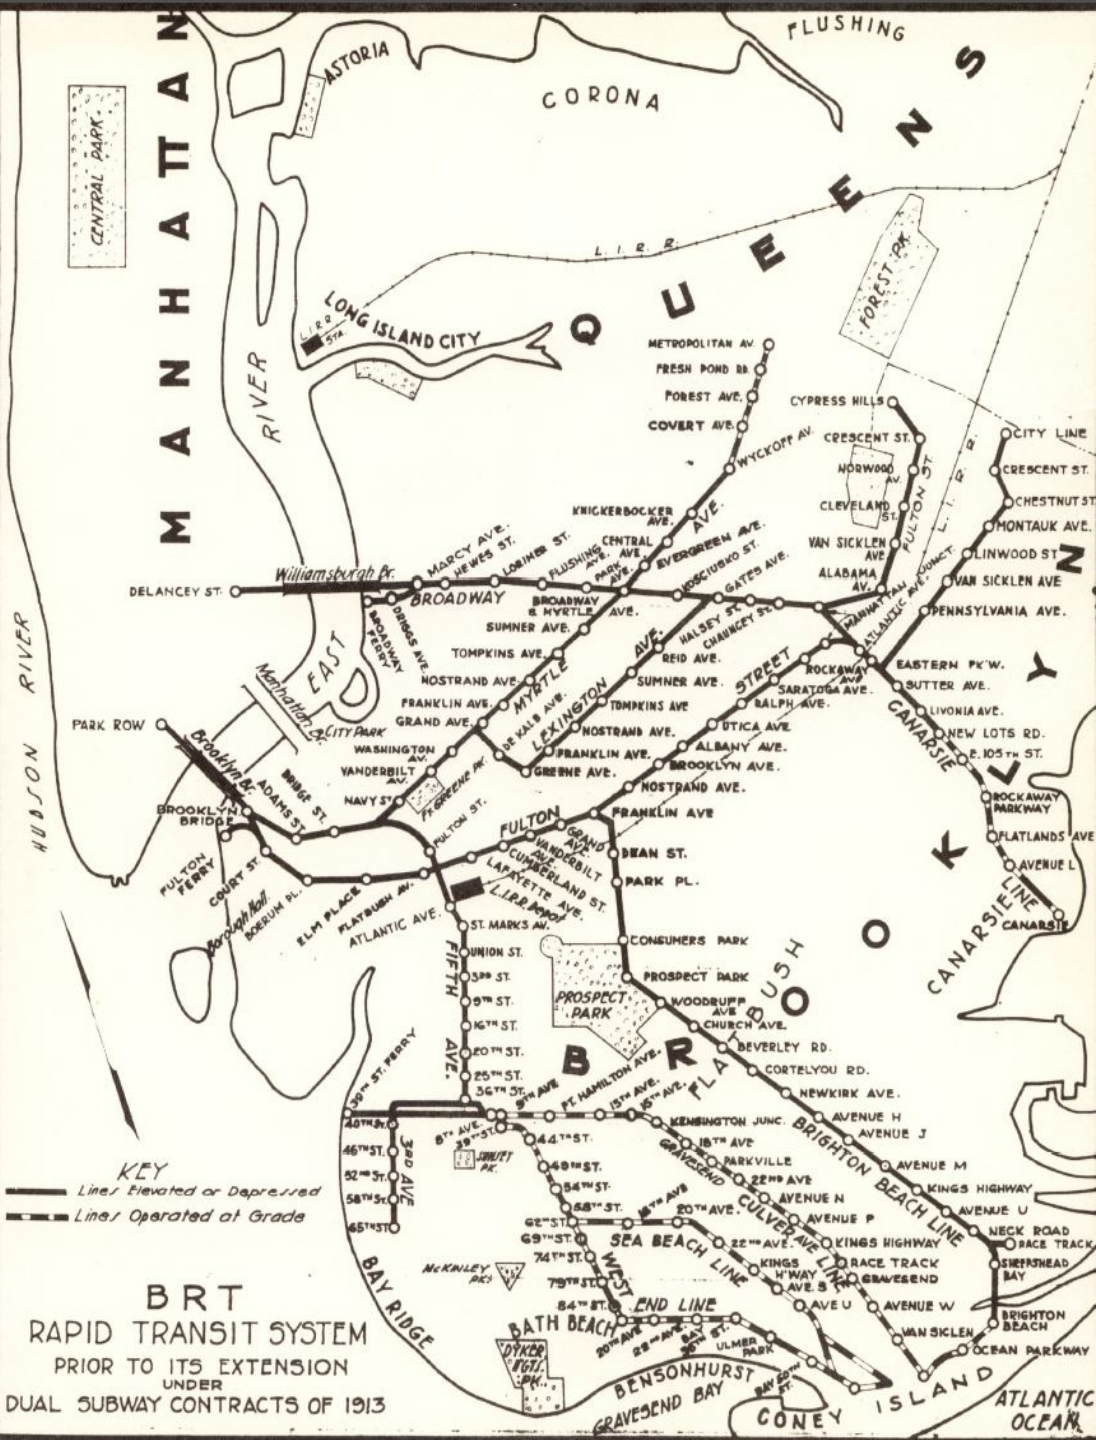 MANHATTAN
CENTRAL PARK
ASTORIA
CORONA
FLUSHING
QUEENS
L.I.R.R.
FOREST PK.
L.I.R.R. STA.
LONG ISLAND CITY
RIVER
EAST
HUDSON RIVER
METROPOLITAN AV.
FRESH POND RD.
FOREST AVE.
COVERT AVE.
WYCKOFF AV.
KNICKERBOCKER AVE.
CENTRAL AVE.
EVERGREEN AVE.
CYPRESS HILLS
CRESCENT ST.
NORWOOD AV.
CLEVELAND ST.
VAN SICKLEN AVE
ALABAMA AV.
FULTON ST.
L.I.R.R.
CITY LINE
CRESCENT ST.
CHESTNUT ST.
MONTAUK AVE.
LINWOOD ST.
VAN SICKLEN AVE
PENNSYLVANIA AVE.
DELANCEY ST.
Williamsburgh Br.
MARCY AVE.
HEWES ST.
LORIMER ST.
FLUSHING AVE.
PARK AVE.
BROADWAY
BROADWAY & MYRTLE AVE.
KOSCIUSKO ST.
GATES AVE.
HALSEY ST.
CHAUNCEY ST.
MANHATTAN JUNCT.
ATLANTIC AVE.
BROADWAY FERRY
DRIGGS AVE.
SUMNER AVE.
TOMPKINS AVE.
NOSTRAND AVE.
FRANKLIN AVE.
GRAND AVE.
WASHINGTON AV.
VANDERBILT AV.
NAVY ST
MYRTLE AVE.
DE KALB AVE.
LEXINGTON AVE.
REID AVE.
SUMNER AVE.
TOMPKINS AVE
NOSTRAND AVE.
FRANKLIN AVE.
GREENE AVE.
FT. GREENE PK.
CITY PARK
Manhattan Br.
PARK ROW
Brooklyn Br.
BROOKLYN BRIDGE
ADAMS ST.
BRIDGE ST.
FULTON ST.
FULTON FERRY
COURT ST.
Borough Hall
BOERUM PL.
ELM PLACE
FLATBUSH AV.
LAFAYETTE AVE.
CUMBERLAND ST.
VANDERBILT AVE.
GRAND AVE.
FULTON STREET
FRANKLIN AVE
NOSTRAND AVE.
BROOKLYN AVE.
ALBANY AVE.
UTICA AVE.
RALPH AVE.
SARATOGA AVE.
ROCKAWAY AVE
EASTERN PK'W.
SUTTER AVE.
LIVONIA AVE.
NEW LOTS RD.
E. 105TH ST.
ROCKAWAY PARKWAY
FLATLANDS AVE
AVENUE L
CANARSIE
CANARSIE LINE
CANARSIE
BROOKLYN
ATLANTIC AVE.
L.I.R.R. Depot
ST. MARKS AV.
UNION ST.
3RD ST.
9TH ST.
16TH ST.
20TH ST.
25TH ST.
36TH ST.
FIFTH AVE.
DEAN ST.
PARK PL.
CONSUMERS PARK
PROSPECT PARK
PROSPECT PARK
WOODRUFF AVE
CHURCH AVE.
BEVERLEY RD.
CORTELYOU RD.
NEWKIRK AVE.
AVENUE H
AVENUE J
AVENUE M
KINGS HIGHWAY
AVENUE U
NECK ROAD
RACE TRACK
SHEEPSHEAD BAY
BRIGHTON BEACH
OCEAN PARKWAY
BRIGHTON BEACH LINE
FLATBUSH
39TH ST. FERRY
40TH ST.
46TH ST.
52ND ST.
58TH ST.
65TH ST
3RD AVE
8TH AVE.
39TH ST.
SUNSET PK.
9TH AVE
FT. HAMILTON AVE.
13TH AVE.
16TH AVE.
KENSINGTON JUNC.
18TH AVE
PARKVILLE
22ND AVE
AVENUE N
AVENUE P
KINGS HIGHWAY
RACE TRACK
GRAVESEND
AVENUE W
VAN SICLEN
GRAVESEND
CULVER LINE
44TH ST.
49TH ST.
54TH ST.
58TH ST.
62ND ST.
69TH ST.
74TH ST.
79TH ST.
84TH ST.
18TH AVE
20TH AVE.
22ND AVE.
KINGS H'WAY
AVE. S
AVE U
SEA BEACH LINE
WEST END LINE
BATH BEACH
20TH AVE
22ND AVE.
BAY 35TH ST.
ULMER PARK
BAY 50TH ST.
McKINLEY PK
DYKER HGTS. PK.
BAY RIDGE
BENSONHURST
GRAVESEND BAY
CONEY ISLAND
ATLANTIC OCEAN
KEY
Lines Elevated or Depressed
Lines Operated at Grade
BRT
RAPID TRANSIT SYSTEM
PRIOR TO ITS EXTENSION
UNDER
DUAL SUBWAY CONTRACTS OF 1913